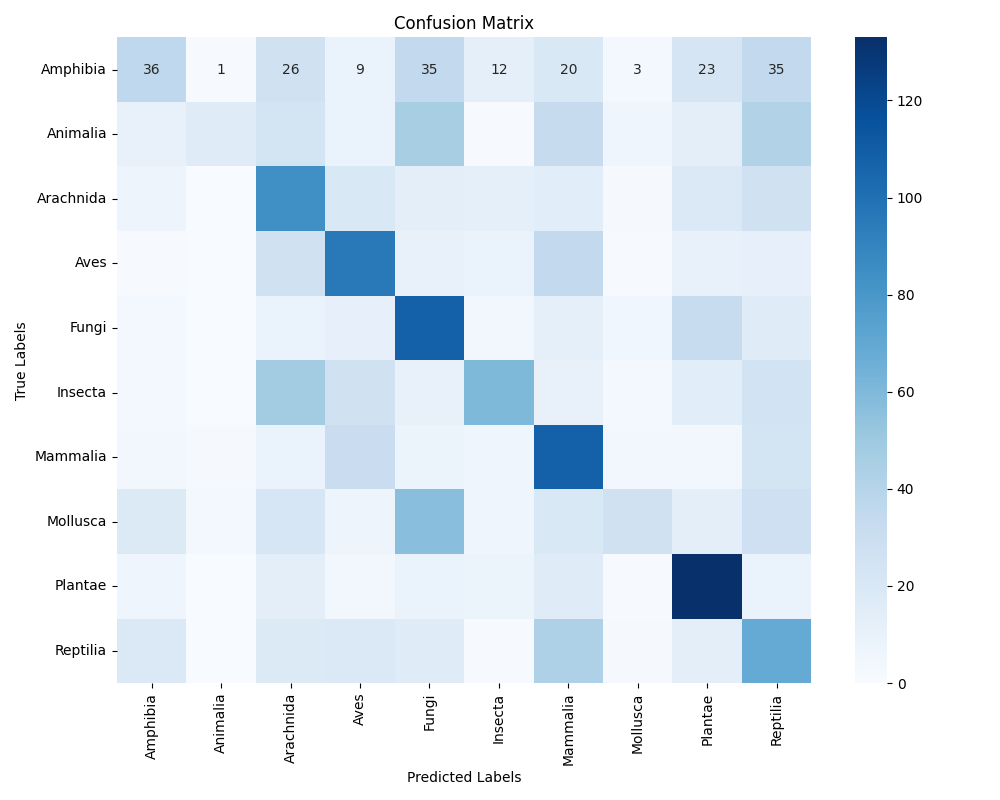 Confusion Matrix
Amphibia 36 1 26 9 35 12 20 3 23 35
Animalia
Arachnida
Aves
Fungi
Insecta
Mammalia
Mollusca
Plantae
Reptilia
True Labels
Amphibia Animalia Arachnida Aves Fungi Insecta Mammalia Mollusca Plantae Reptilia
Predicted Labels
120
100
80
60
40
20
0